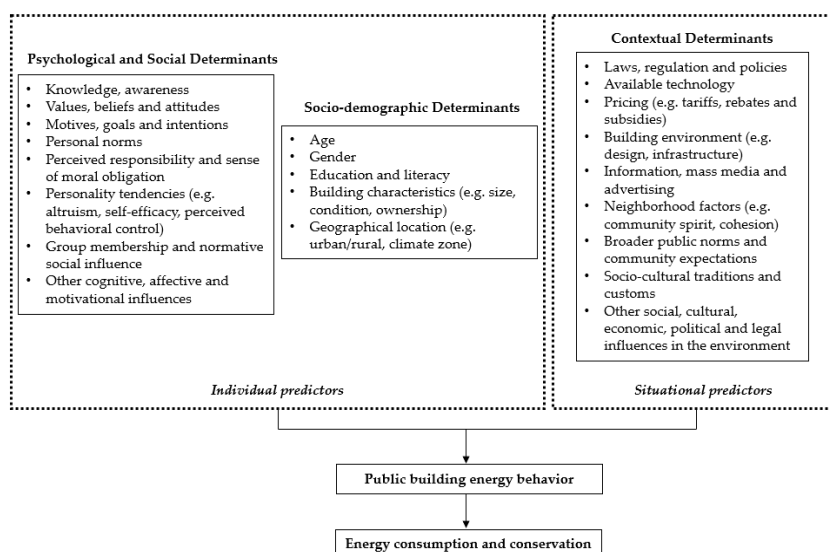 Psychological and Social Determinants
• Knowledge, awareness
• Values, beliefs and attitudes
• Motives, goals and intentions
• Personal norms
• Perceived responsibility and sense
of moral obligation
• Personality tendencies (e.g.
altruism, self-efficacy, perceived
behavioral control)
• Group membership and normative
social influence
• Other cognitive, affective and
motivational influences
Socio-demographic Determinants
• Age
• Gender
• Education and literacy
• Building characteristics (e.g. size,
condition, ownership)
• Geographical location (e.g.
urban/rural, climate zone)
Individual predictors
Contextual Determinants
• Laws, regulation and policies
• Available technology
• Pricing (e.g. tariffs, rebates and
subsidies)
• Building environment (e.g.
design, infrastructure)
• Information, mass media and
advertising
• Neighborhood factors (e.g.
community spirit, cohesion)
• Broader public norms and
community expectations
• Socio-cultural traditions and
customs
• Other social, cultural,
economic, political and legal
influences in the environment
Situational predictors
Public building energy behavior
Energy consumption and conservation